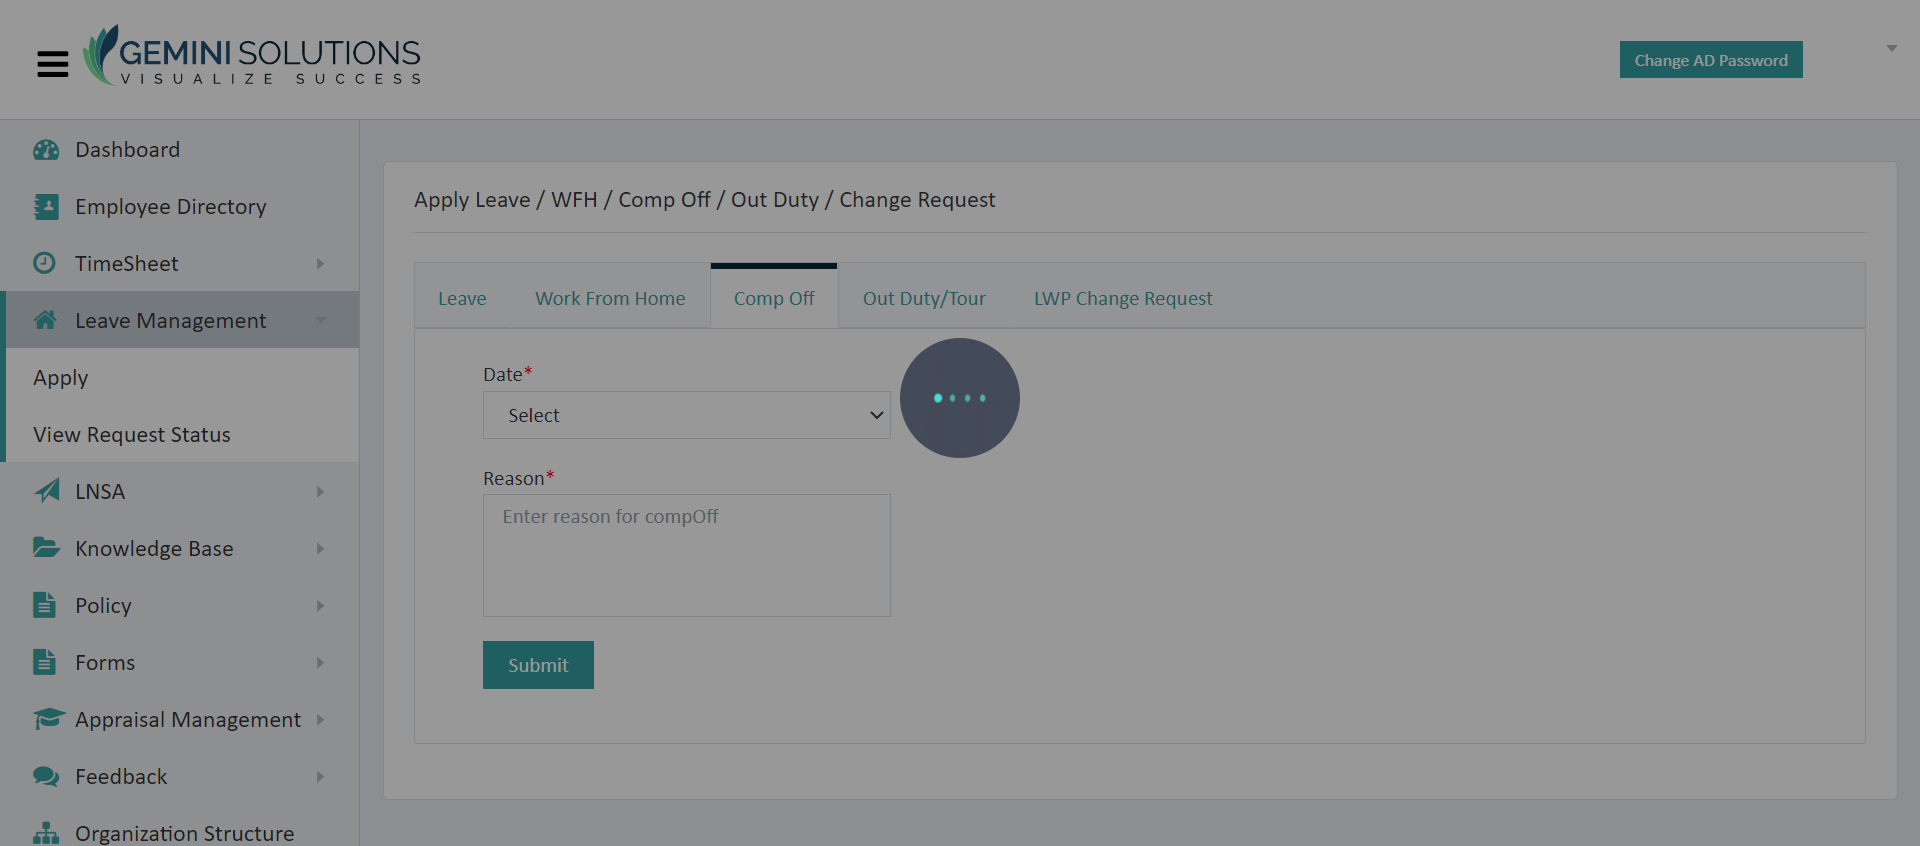 GEMINI SOLUTIONS
VISUALIZE SUCCESS
Change AD Password
Dashboard
Employee Directory
TimeSheet
Leave Management
Apply
View Request Status
LNSA
Knowledge Base
Policy
Forms
Appraisal Management
Feedback
Organization Structure
Apply Leave / WFH / Comp Off / Out Duty / Change Request
Leave Work From Home Comp Off Out Duty/Tour LWP Change Request
Date*
Select
Reason*
Enter reason for compOff
Submit